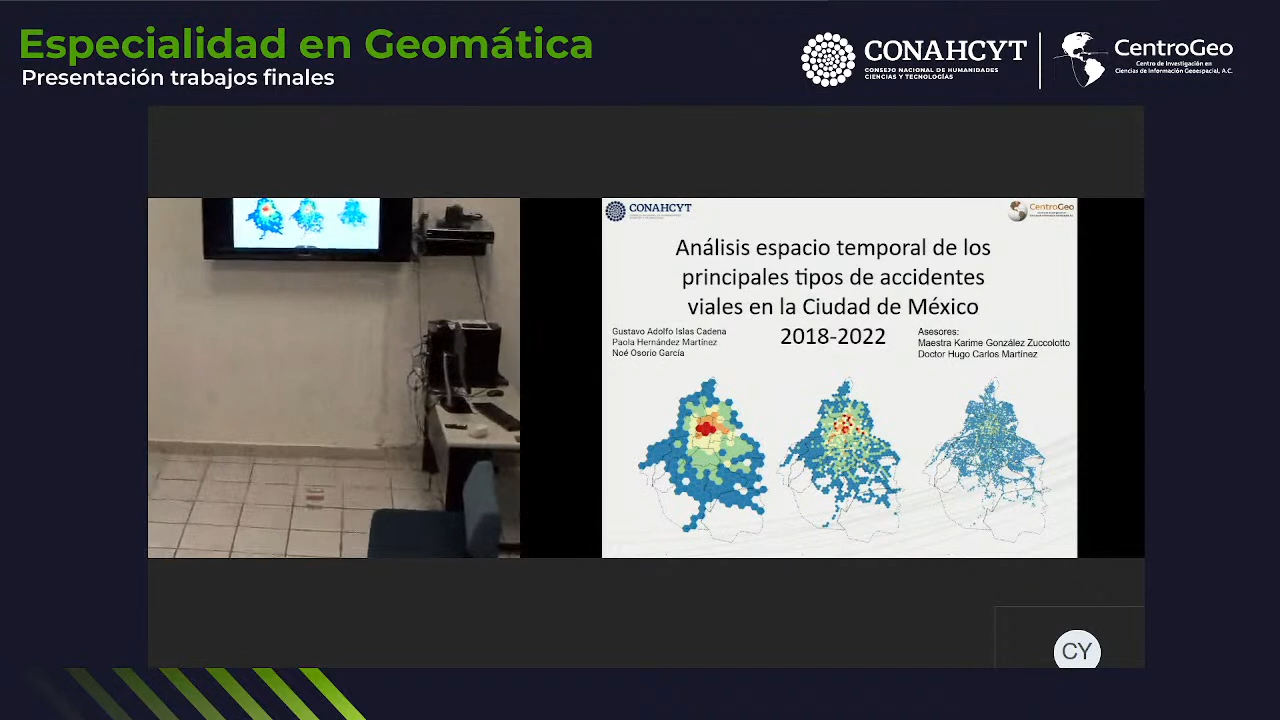 Especialidad en Geomática
Presentación trabajos finales
CONAHCYT
CONSEJO NACIONAL DE HUMANIDADES
CIENCIAS Y TECNOLOGÍAS
CentroGeo
Centro de Investigación en
Ciencias de Información Geoespacial, A.C.
CONAHCYT
CentroGeo
Análisis espacio temporal de los
principales tipos de accidentes
viales en la Ciudad de México
2018-2022
Gustavo Adolfo Islas Cadena
Paola Hernández Martínez
Noé Osorio García
Asesores:
Maestra Karime González Zuccolotto
Doctor Hugo Carlos Martínez
CY